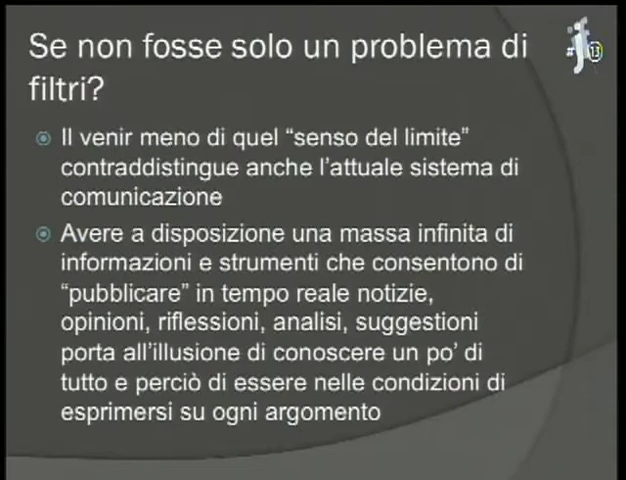 Se non fosse solo un problema di
filtri?
#ijf13
Il venir meno di quel “senso del limite”
contraddistingue anche l’attuale sistema di
comunicazione
Avere a disposizione una massa infinita di
informazioni e strumenti che consentono di
“pubblicare” in tempo reale notizie,
opinioni, riflessioni, analisi, suggestioni
porta all’illusione di conoscere un po’ di
tutto e perciò di essere nelle condizioni di
esprimersi su ogni argomento